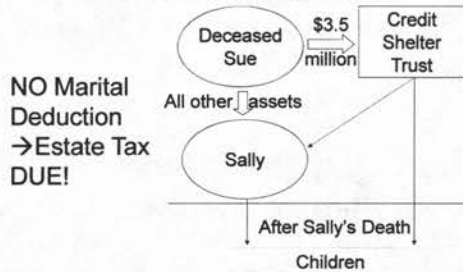 Deceased
Sue
$3.5
million
Credit
Shelter
Trust
NO Marital
Deduction
→Estate Tax
DUE!
All other assets
Sally
After Sally's Death
Children